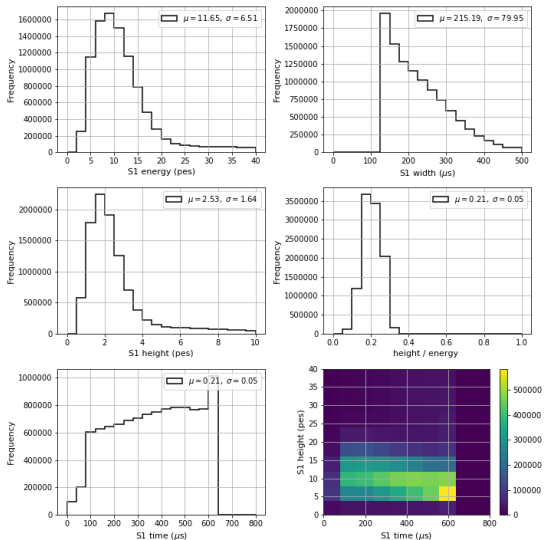 μ = 11.65, σ = 6.51
Frequency
1600000
1400000
1200000
1000000
800000
600000
400000
200000
0
0 5 10 15 20 25 30 35 40
S1 energy (pes)
μ = 215.19, σ = 79.95
Frequency
2000000
1750000
1500000
1250000
1000000
750000
500000
250000
0
0 100 200 300 400 500
S1 width (μs)
μ = 2.53, σ = 1.64
Frequency
2000000
1500000
1000000
500000
0
0 2 4 6 8 10
S1 height (pes)
μ = 0.21, σ = 0.05
Frequency
3500000
3000000
2500000
2000000
1500000
1000000
500000
0
0.0 0.2 0.4 0.6 0.8 1.0
height / energy
μ = 0.21, σ = 0.05
Frequency
1000000
800000
600000
400000
200000
0
0 100 200 300 400 500 600 700 800
S1 time (μs)
S1 height (pes)
40
35
30
25
20
15
10
5
0
0 200 400 600 800
S1 time (μs)
500000
400000
300000
200000
100000
0